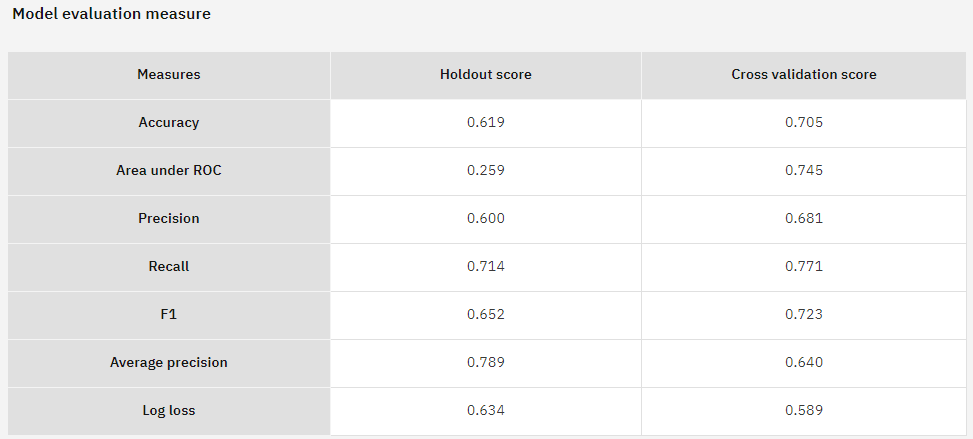 Model evaluation measure
Measures Holdout score Cross validation score
Accuracy 0.619 0.705
Area under ROC 0.259 0.745
Precision 0.600 0.681
Recall 0.714 0.771
F1 0.652 0.723
Average precision 0.789 0.640
Log loss 0.634 0.589